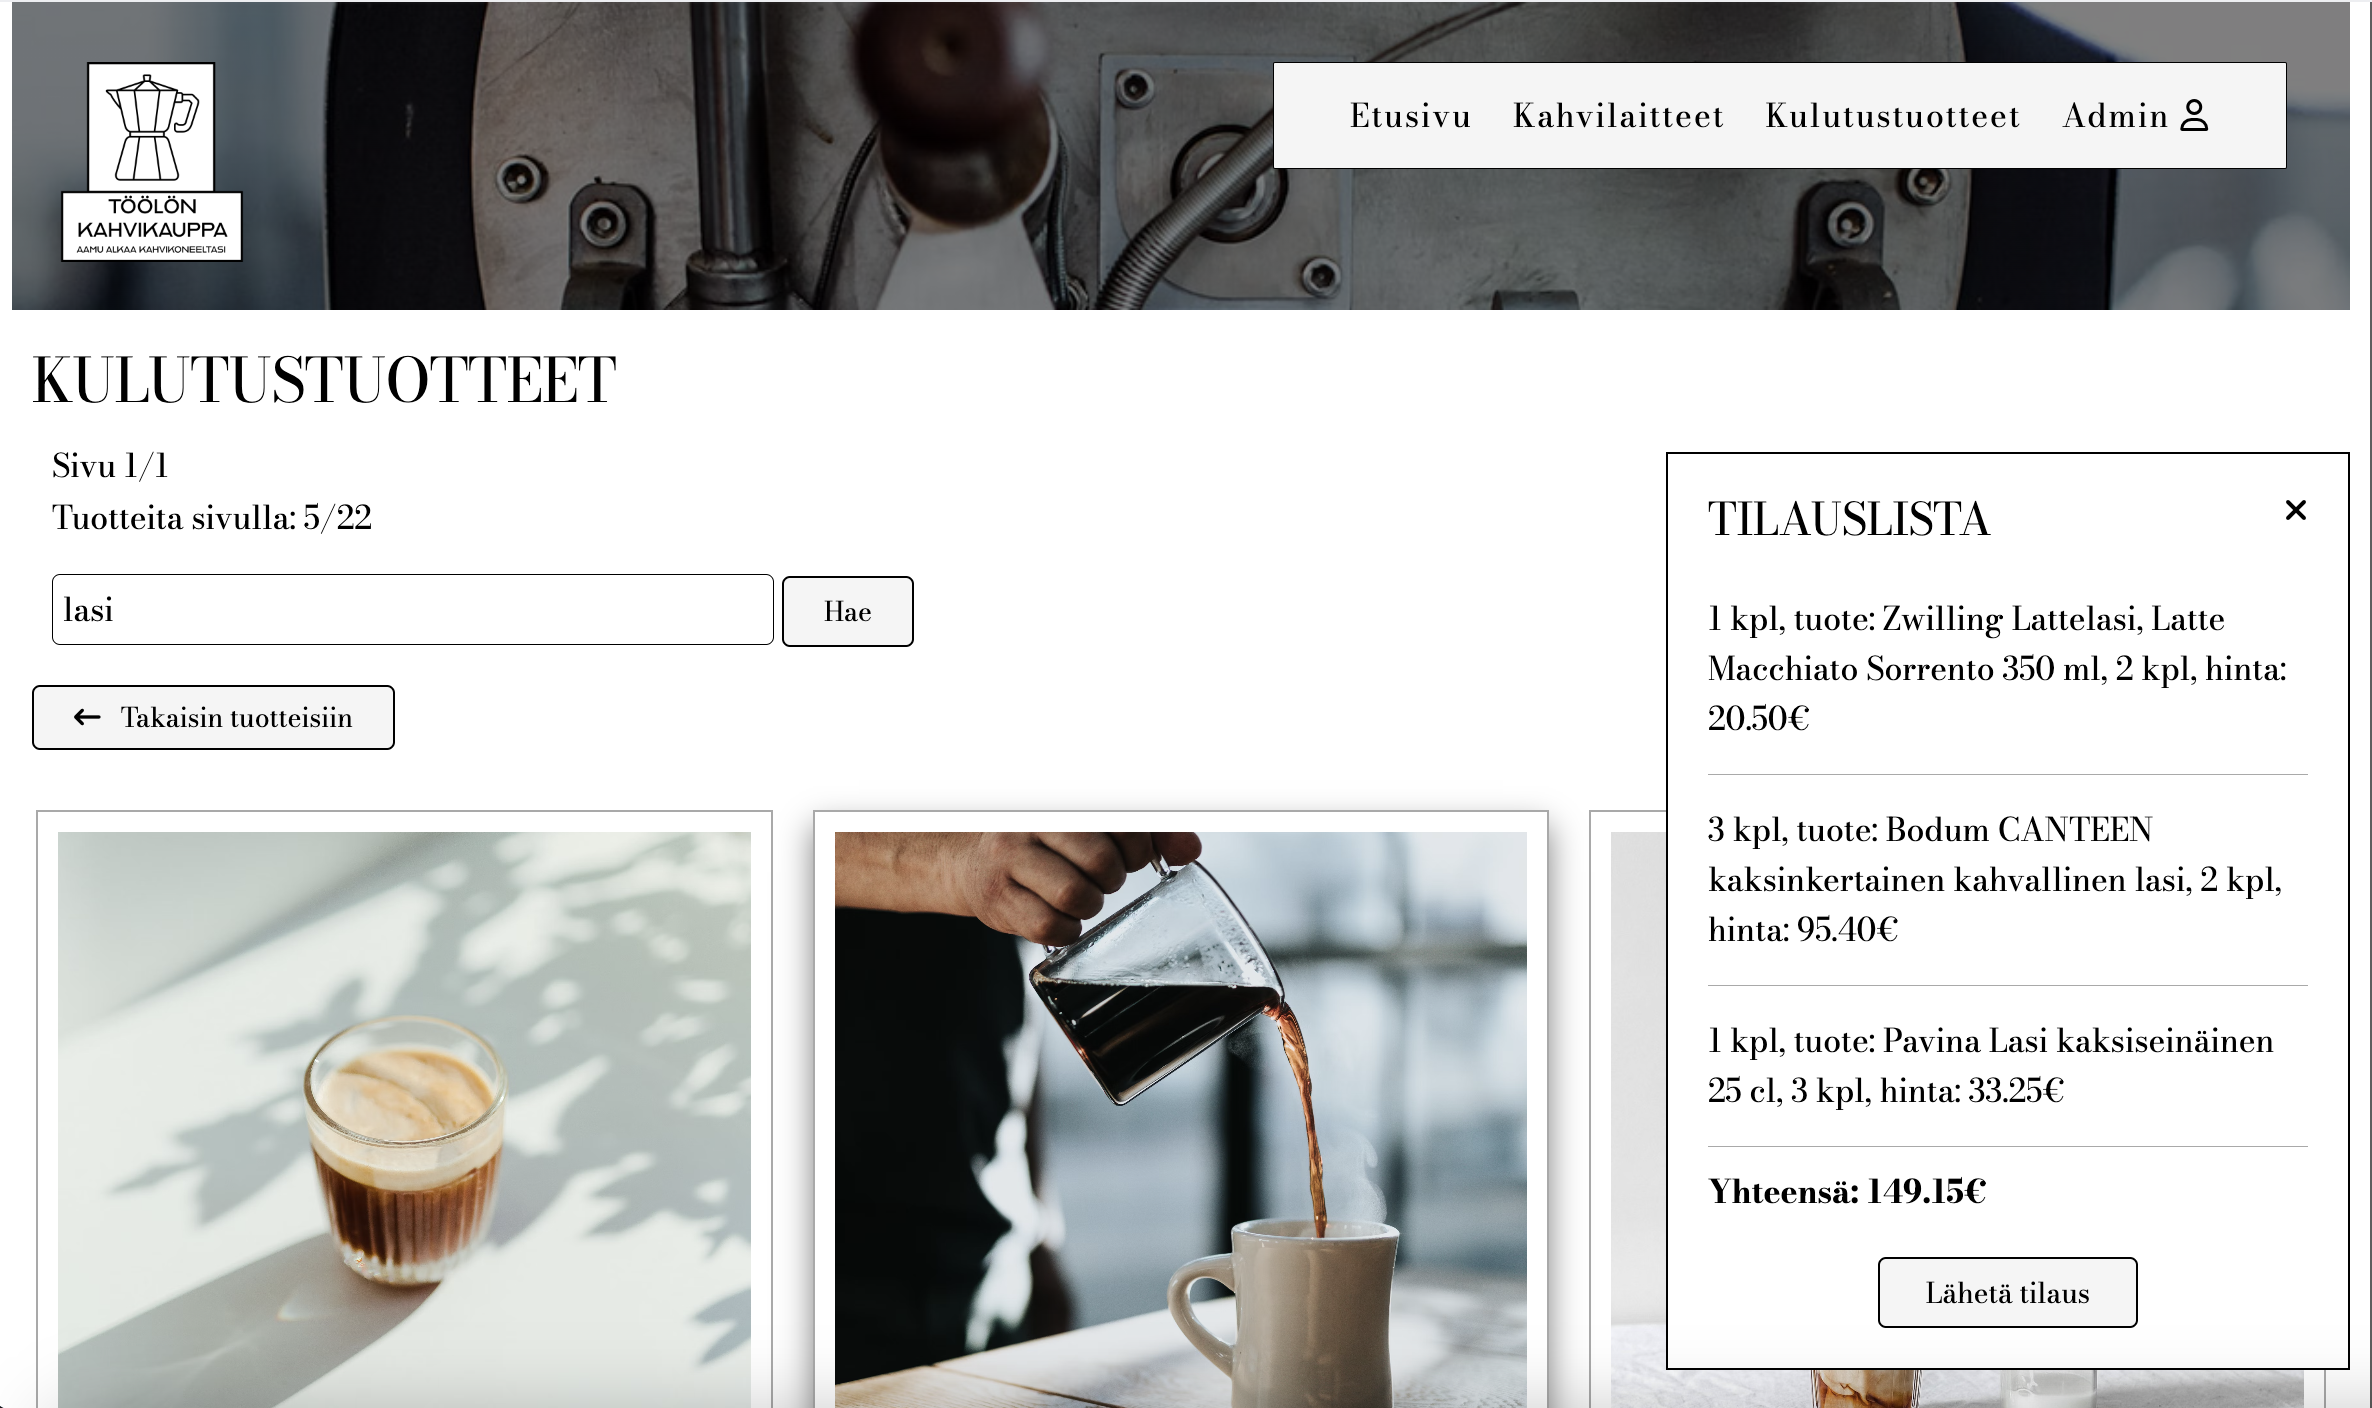 TÖÖLÖN
KAHVIKAUPPA
AAMU ALKAA KAHVIKONEELTASI
Etusivu Kahvilaitteet Kulutustuotteet Admin
KULUTUSTUOTTEET
Sivu 1/1
Tuotteita sivulla: 5/22
lasi Hae
Takaisin tuotteisiin
TILAUSLISTA
1 kpl, tuote: Zwilling Lattelasi, Latte
Macchiato Sorrento 350 ml, 2 kpl, hinta:
20.50€
3 kpl, tuote: Bodum CANTEEN
kaksinkertainen kahvallinen lasi, 2 kpl,
hinta: 95.40€
1 kpl, tuote: Pavina Lasi kaksiseinäinen
25 cl, 3 kpl, hinta: 33.25€
Yhteensä: 149.15€
Lähetä tilaus